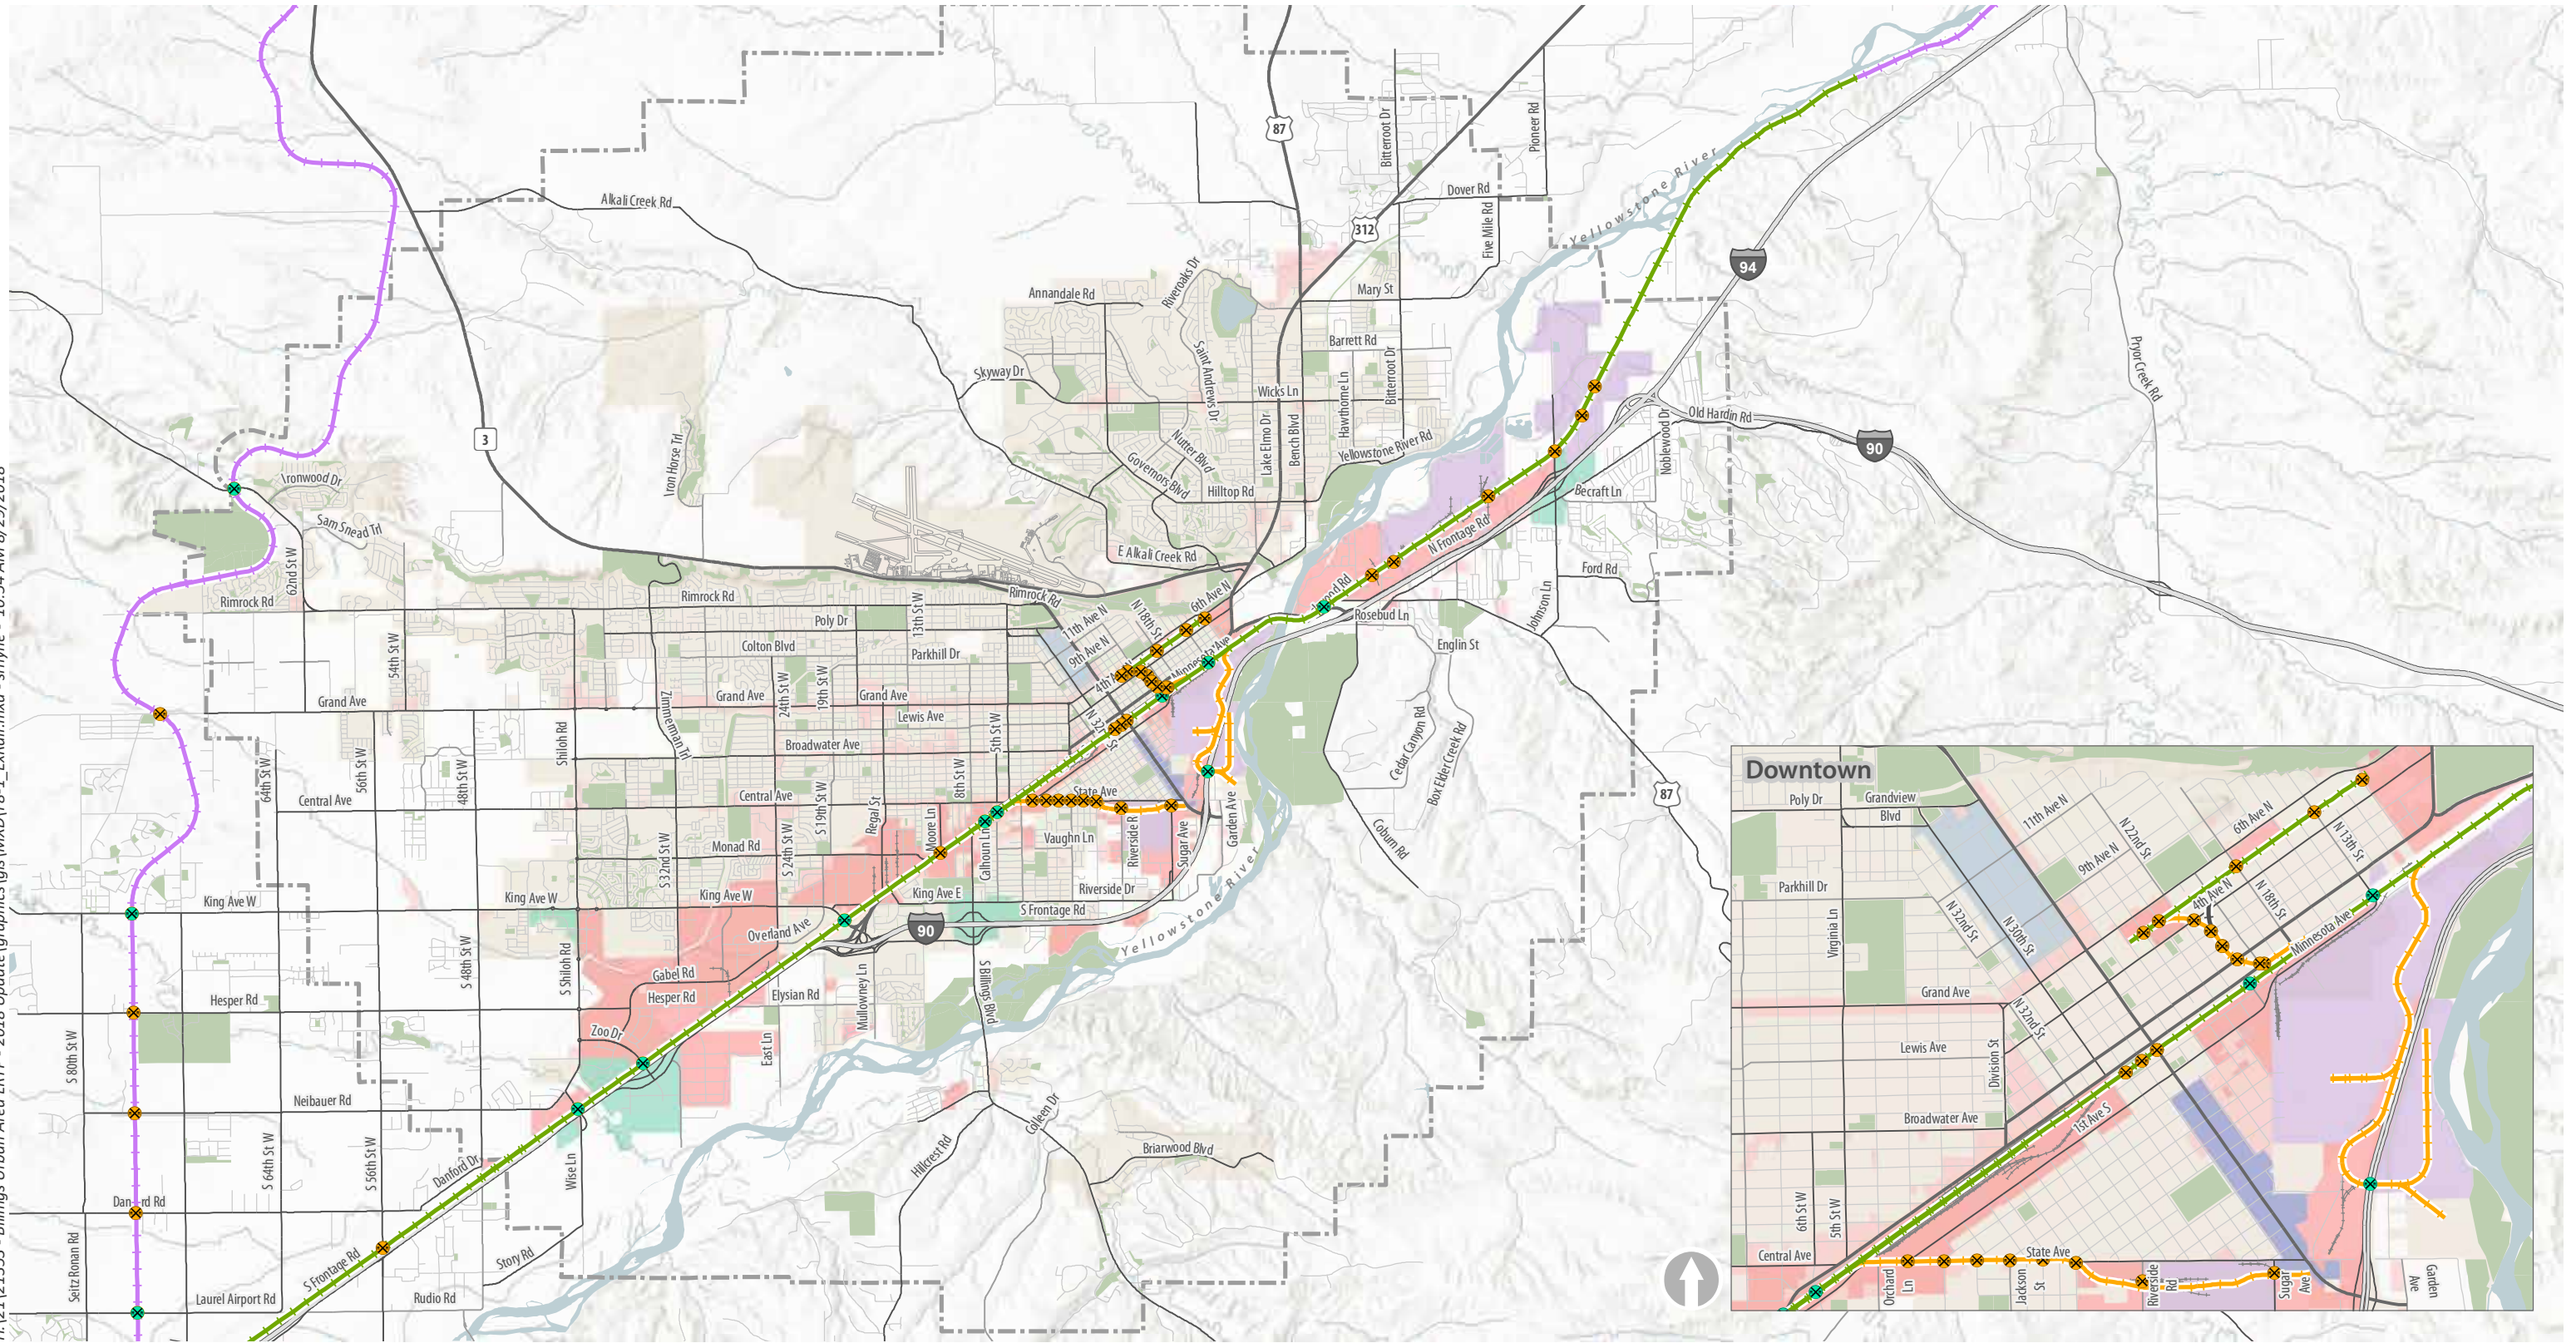 87
Bitterroot Dr
Pioneer Rd
Alkali Creek Rd
Dover Rd
Five Mile Rd
312
Yellowstone River
94
Annandale Rd
Riveroaks Dr
Mary St
Barrett Rd
Saint Andrews Dr
Skyway Dr
Wicks Ln
Hawthorne Ln
Bitterroot Dr
Pryor Creek Rd
Old Hardin Rd
3
90
Iron Horse Trl
Nutter Blvd
Governors Blvd
Lake Elmo Dr
Bench Blvd
Yellowstone River Rd
Noblewood Dr
Hilltop Rd
Becraft Ln
Ironwood Dr
Sam Snead Trl
62nd St W
N Frontage Rd
E Alkali Creek Rd
Ford Rd
Johnson Ln
Rimrock Rd
Rimrock Rd
Rimrock Rd
13th St W
6th Ave N
N 18th St
11th Ave N
9th Ave N
Rosebud Ln
Englin St
Poly Dr
Colton Blvd
Parkhill Dr
54th St W
Minnesota Ave
Grand Ave
Grand Ave
Grand Ave
24th St W
19th St W
Zimmerman Trl
Lewis Ave
Shiloh Rd
5th St W
Broadwater Ave
Cedar Canyon Rd
Box Elder Creek Rd
64th St W
56th St W
48th St W
Central Ave
Central Ave
8th St W
State Ave
S 19th St W
Regal St
Moore Ln
Calhoun Ln
Vaughn Ln
Sugar Ave
Garden Ave
87
Coburn Rd
S 32nd St W
S 24th St W
Monad Rd
King Ave W
King Ave W
King Ave W
King Ave E
Riverside Dr
S Frontage Rd
Overland Ave
90
Yellowstone River
S 48th St W
S Shiloh Rd
Gabel Rd
Hesper Rd
Hesper Rd
Elysian Rd
Mullowney Ln
S Billings Blvd
Zoo Dr
East Ln
S 80th St W
Neibauer Rd
Colleen Dr
Hillcrest Rd
Briarwood Blvd
S 64th St W
S 56th St W
Danford Dr
Wise Ln
Seitz Ronan Rd
S Frontage Rd
Story Rd
Laurel Airport Rd
Rudio Rd
Downtown
Poly Dr
Grandview
Blvd
11th Ave N
N 22nd St
6th Ave N
N 13th St
9th Ave N
Parkhill Dr
Virginia Ln
N 32nd St
N 30th St
4th Ave N
N 18th St
Minnesota Ave
Grand Ave
N 32nd St
Lewis Ave
Division St
Broadwater Ave
1st Ave S
6th St W
5th St W
Central Ave
State Ave
Orchard
Ln
Jackson
St
Riverside
Rd
Sugar
Ave
Garden
Ave